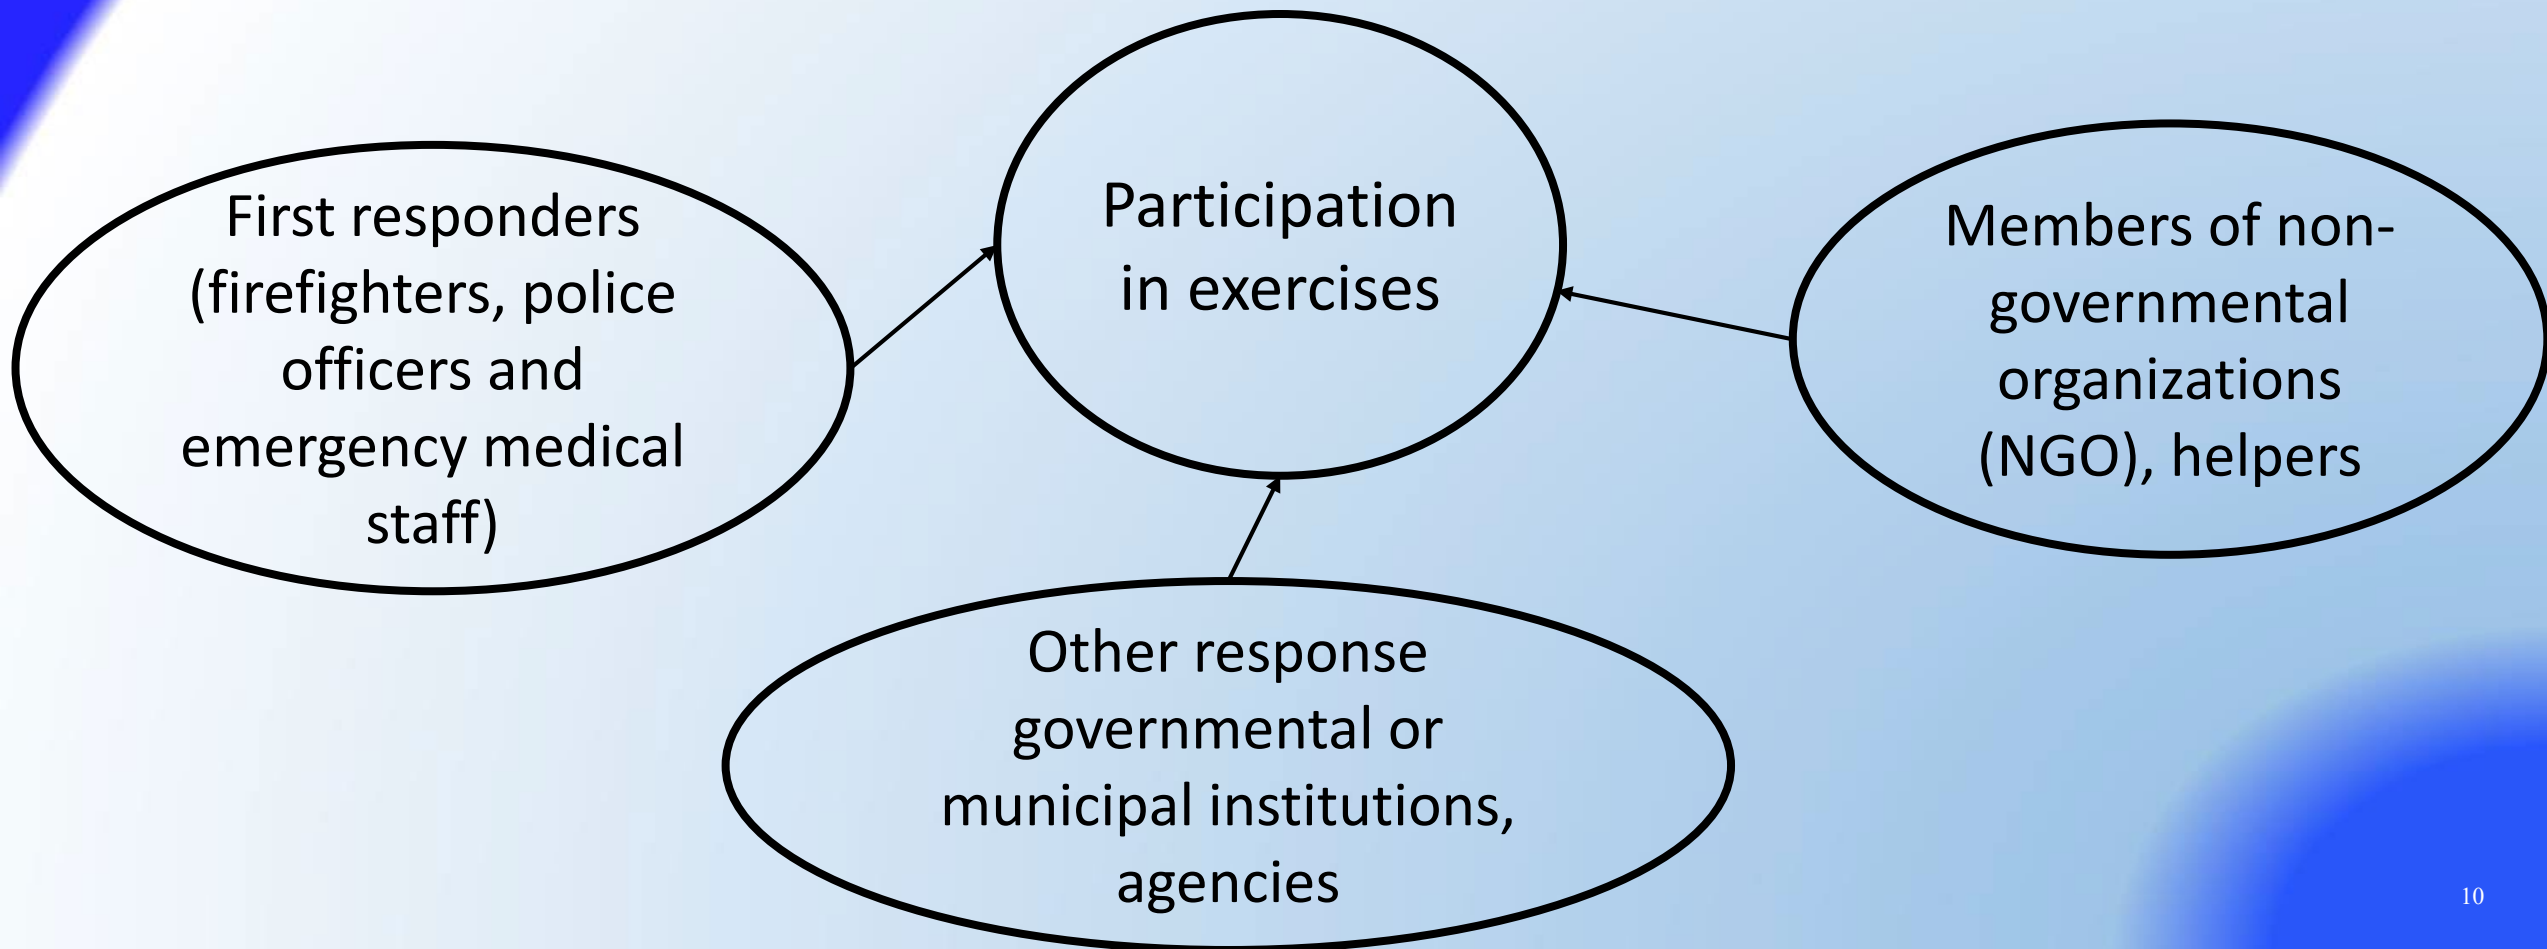 Participation
in exercises
First responders
(firefighters, police
officers and
emergency medical
staff)
Members of non-
governmental
organizations
(NGO), helpers
Other response
governmental or
municipal institutions,
agencies
10